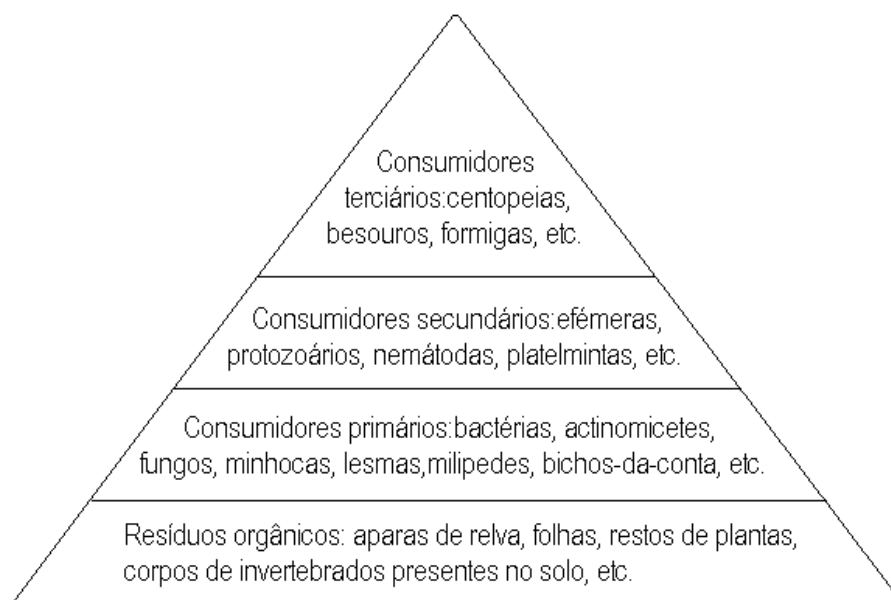 Consumidores
terciários:centopeias,
besouros, formigas, etc.
Consumidores secundários:efémeras,
protozoários, nemátodas, platelmintas, etc.
Consumidores primários:bactérias, actinomicetes,
fungos, minhocas, lesmas,milipedes, bichos-da-conta, etc.
Resíduos orgânicos: aparas de relva, folhas, restos de plantas,
corpos de invertebrados presentes no solo, etc.